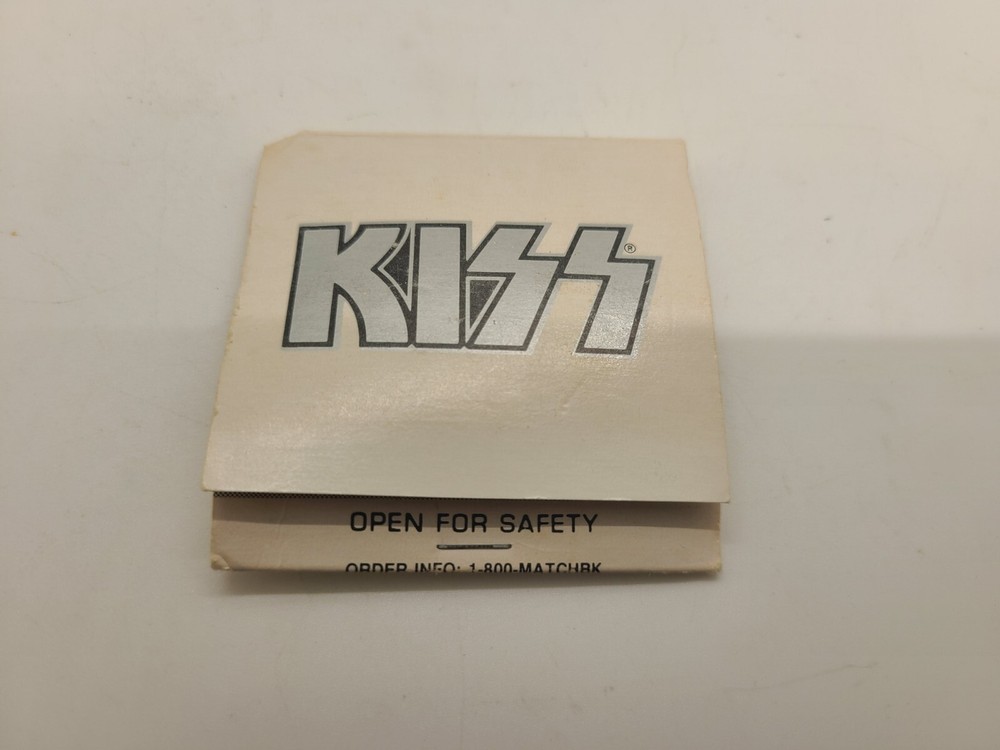 KISS®
OPEN FOR SAFETY
ORDER INFO: 1-800-MATCHBK